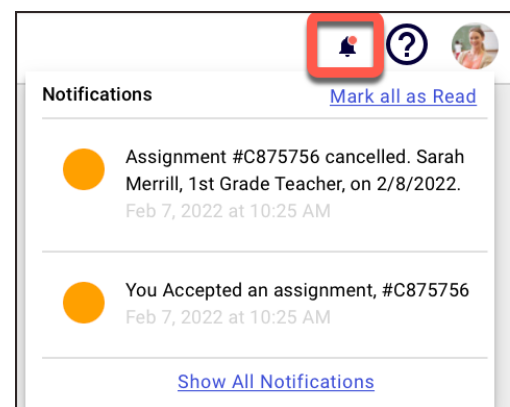 Notifications
Mark all as Read
Assignment #C875756 cancelled. Sarah
Merrill, 1st Grade Teacher, on 2/8/2022.
Feb 7, 2022 at 10:25 AM
You Accepted an assignment, #C875756
Feb 7, 2022 at 10:25 AM
Show All Notifications